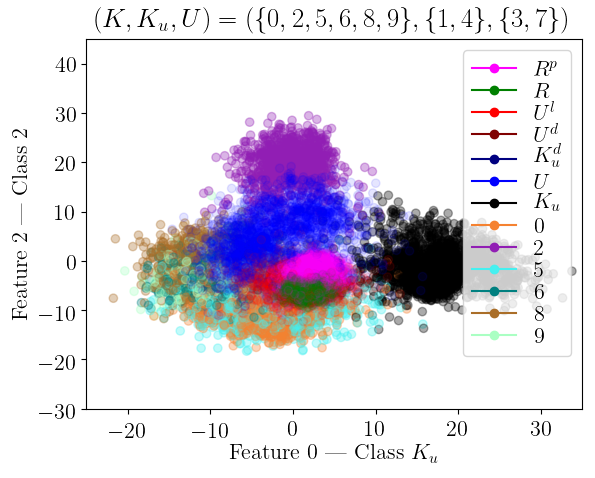 (K, K_u, U) = ({0, 2, 5, 6, 8, 9}, {1, 4}, {3, 7})
40
30
20
10
0
−10
−20
−30
Feature 2 — Class 2
R^p
R
U^l
U^d
K_u^d
U
K_u
0
2
5
6
8
9
−20
−10
0
10
20
30
Feature 0 — Class K_u